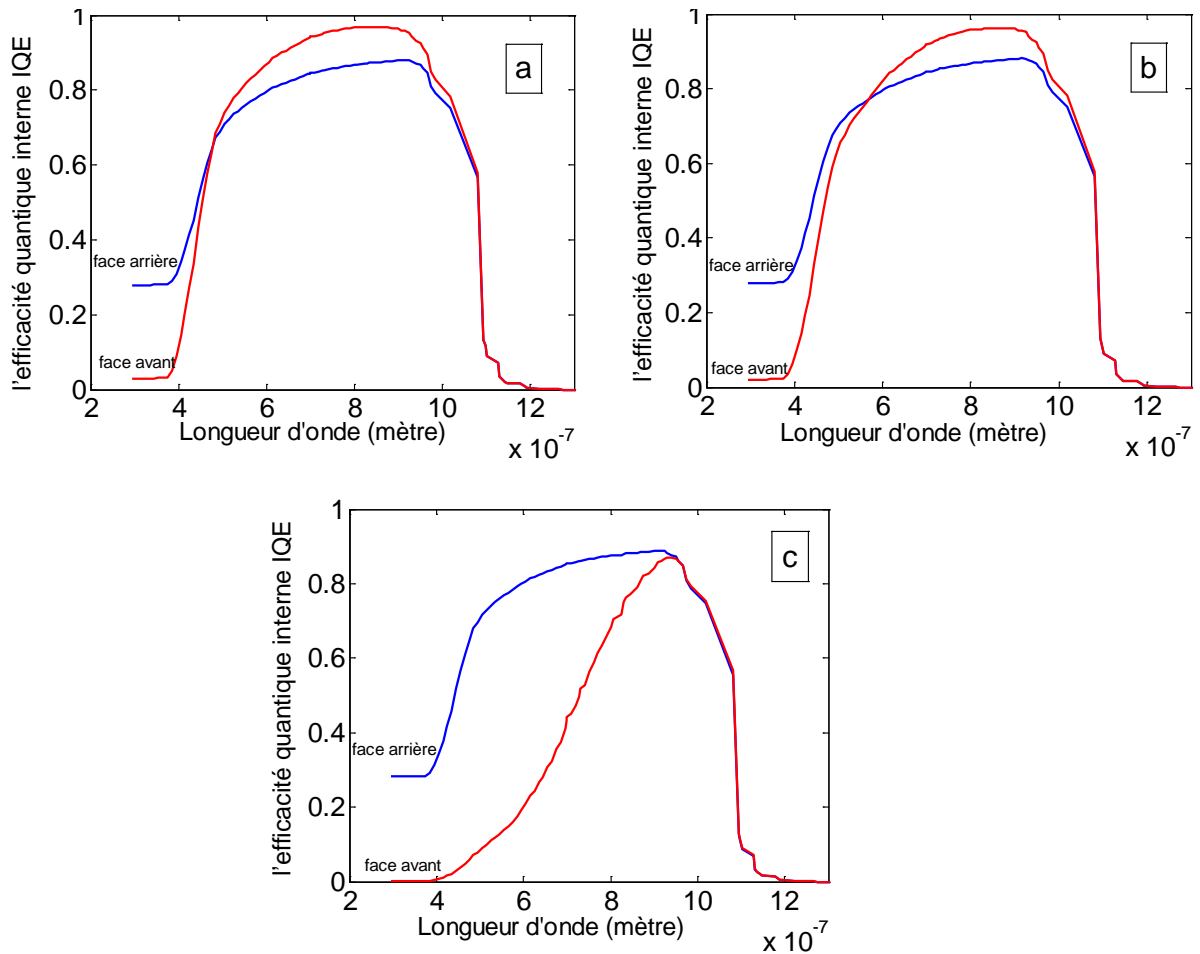 l'efficacité quantique interne IQE
1
0.8
0.6
0.4
0.2
0
a
face arrière
face avant
2 4 6 8 10 12
Longueur d'onde (mètre)
x 10-7
l'efficacité quantique interne IQE
1
0.8
0.6
0.4
0.2
0
b
face arrière
face avant
2 4 6 8 10 12
Longueur d'onde (mètre)
x 10-7
l'efficacité quantique interne IQE
1
0.8
0.6
0.4
0.2
0
c
face arrière
face avant
2 4 6 8 10 12
Longueur d'onde (mètre)
x 10-7